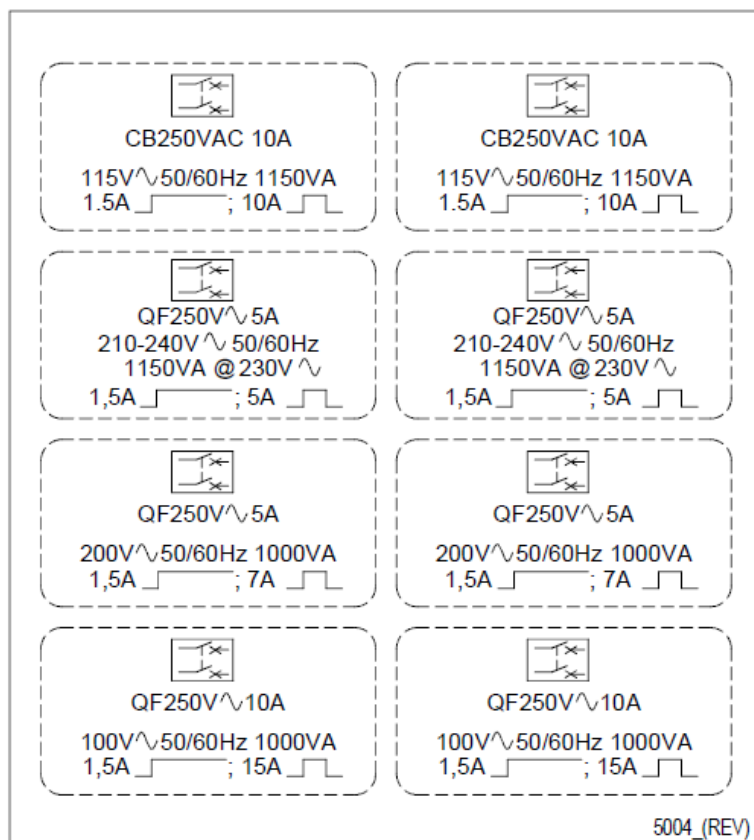 CB250VAC 10A
115V∿50/60Hz 1150VA
1.5A ; 10A
CB250VAC 10A
115V∿50/60Hz 1150VA
1.5A ; 10A
QF250V∿5A
210-240V∿50/60Hz
1150VA @230V∿
1,5A ; 5A
QF250V∿5A
210-240V∿50/60Hz
1150VA @230V∿
1,5A ; 5A
QF250V∿5A
200V∿50/60Hz 1000VA
1,5A ; 7A
QF250V∿5A
200V∿50/60Hz 1000VA
1,5A ; 7A
QF250V∿10A
100V∿50/60Hz 1000VA
1,5A ; 15A
QF250V∿10A
100V∿50/60Hz 1000VA
1,5A ; 15A
5004_(REV)